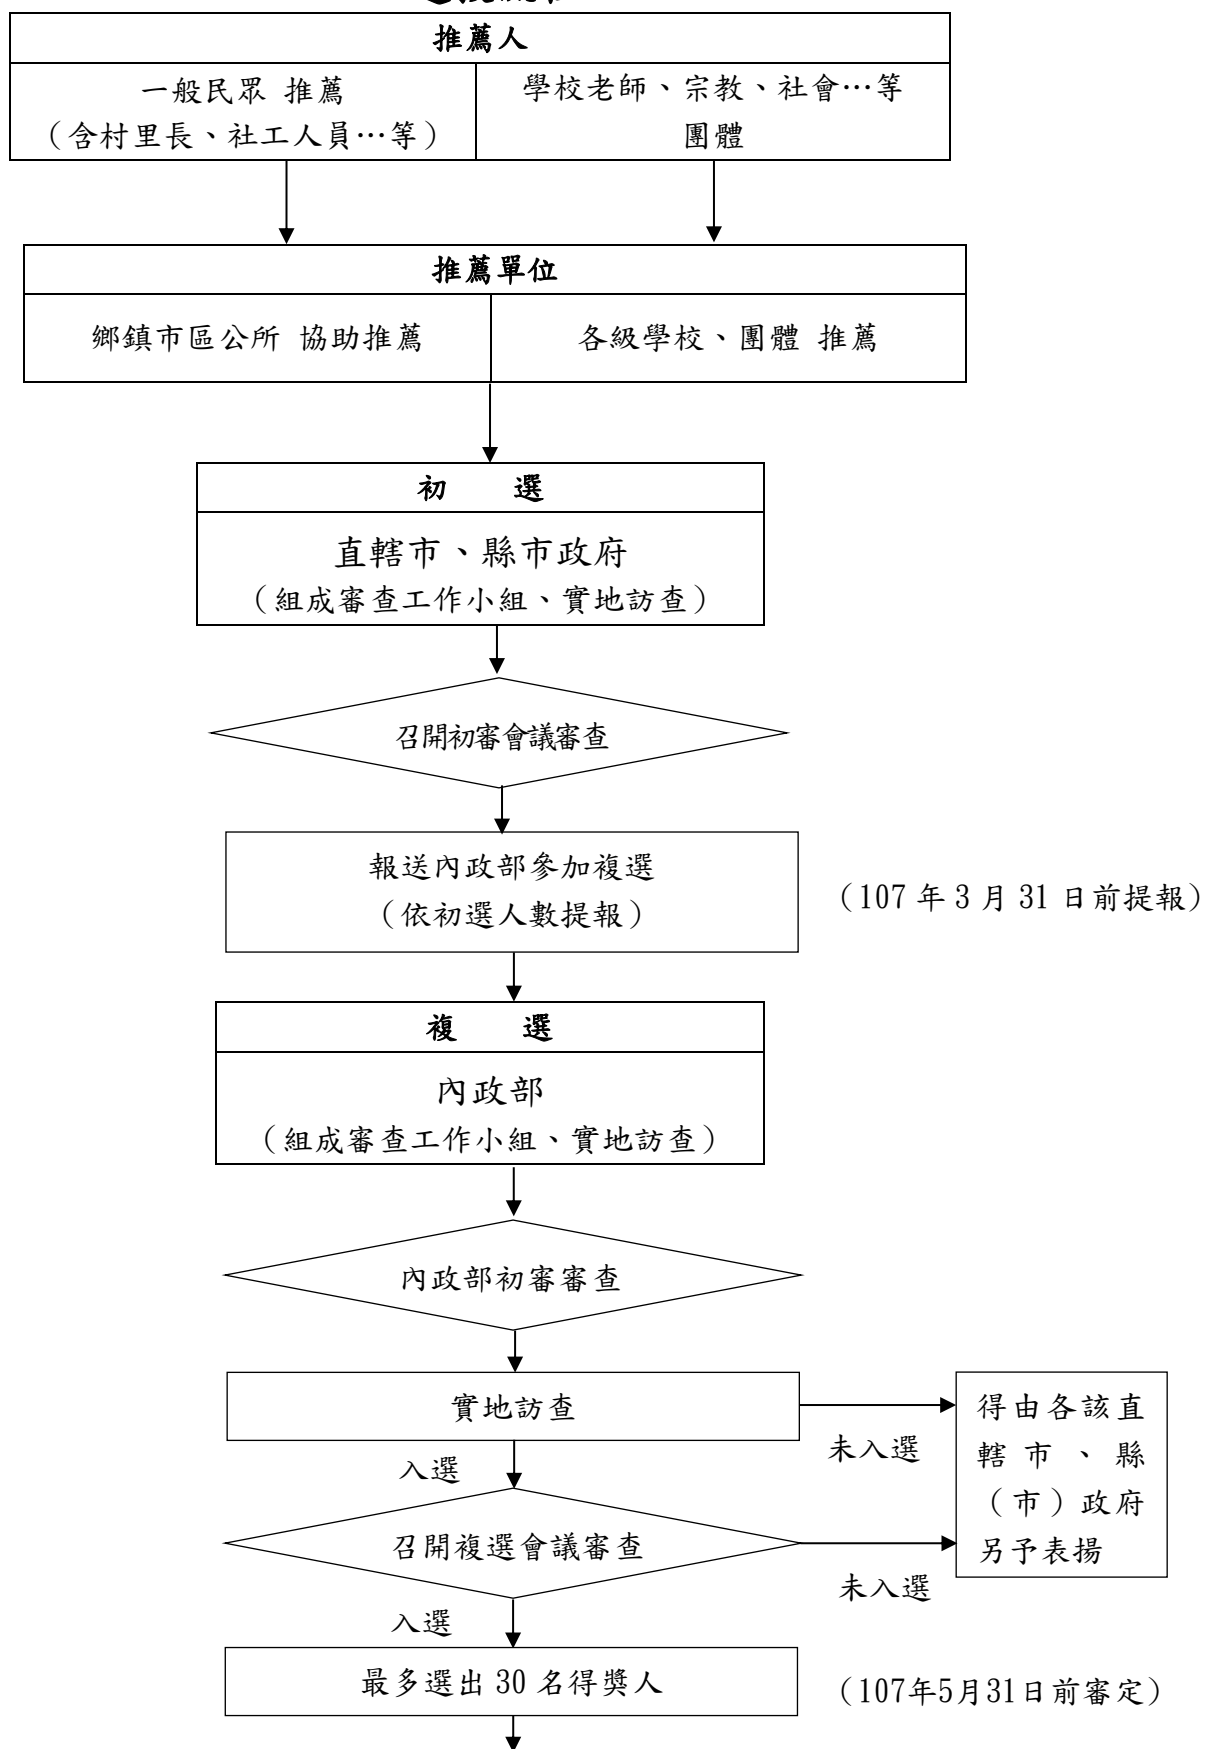 推薦人
一般民眾 推薦
（含村里長、社工人員…等）
學校老師、宗教、社會…等
團體
推薦單位
鄉鎮市區公所 協助推薦
各級學校、團體 推薦
初 選
直轄市、縣市政府
（組成審查工作小組、實地訪查）
召開初審會議審查
報送內政部參加複選
（依初選人數提報）
（107 年 3 月 31 日前提報）
複 選
內政部
（組成審查工作小組、實地訪查）
內政部初審審查
實地訪查
未入選
得由各該直
轄市、縣
（市）政府
另予表揚
入選
召開複選會議審查
未入選
入選
最多選出 30 名得獎人
（107年5月31日前審定）